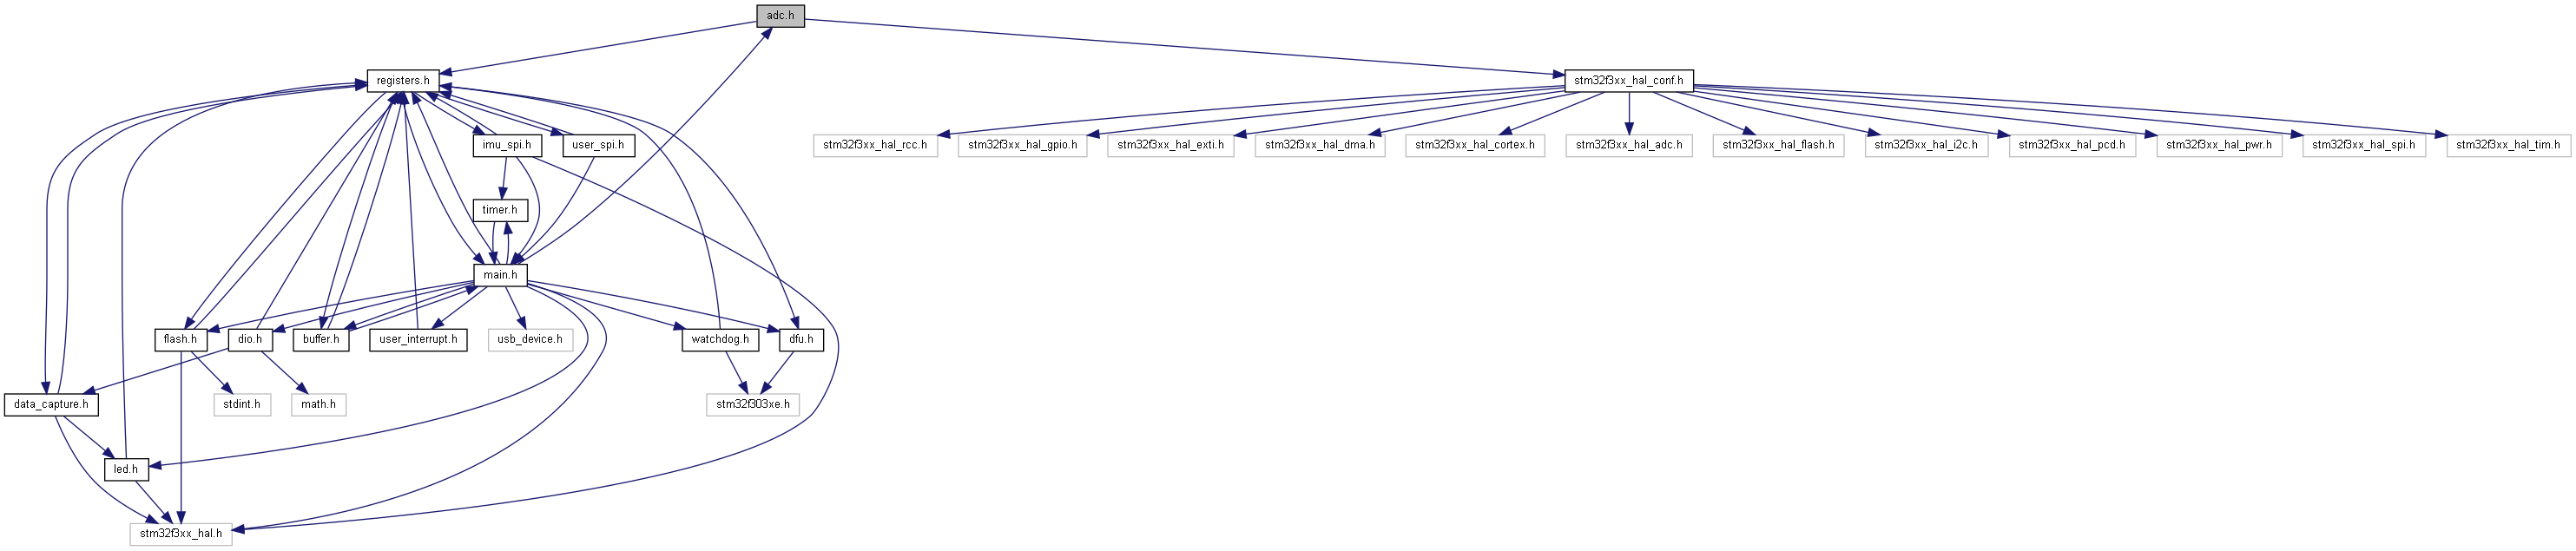 adc.h
registers.h
stm32f3xx_hal_conf.h
imu_spi.h
user_spi.h
stm32f3xx_hal_rcc.h
stm32f3xx_hal_gpio.h
stm32f3xx_hal_exti.h
stm32f3xx_hal_dma.h
stm32f3xx_hal_cortex.h
stm32f3xx_hal_adc.h
stm32f3xx_hal_flash.h
stm32f3xx_hal_i2c.h
stm32f3xx_hal_pcd.h
stm32f3xx_hal_pwr.h
stm32f3xx_hal_spi.h
stm32f3xx_hal_tim.h
timer.h
main.h
flash.h
dio.h
buffer.h
user_interrupt.h
usb_device.h
watchdog.h
dfu.h
data_capture.h
stdint.h
math.h
stm32f303xe.h
led.h
stm32f3xx_hal.h